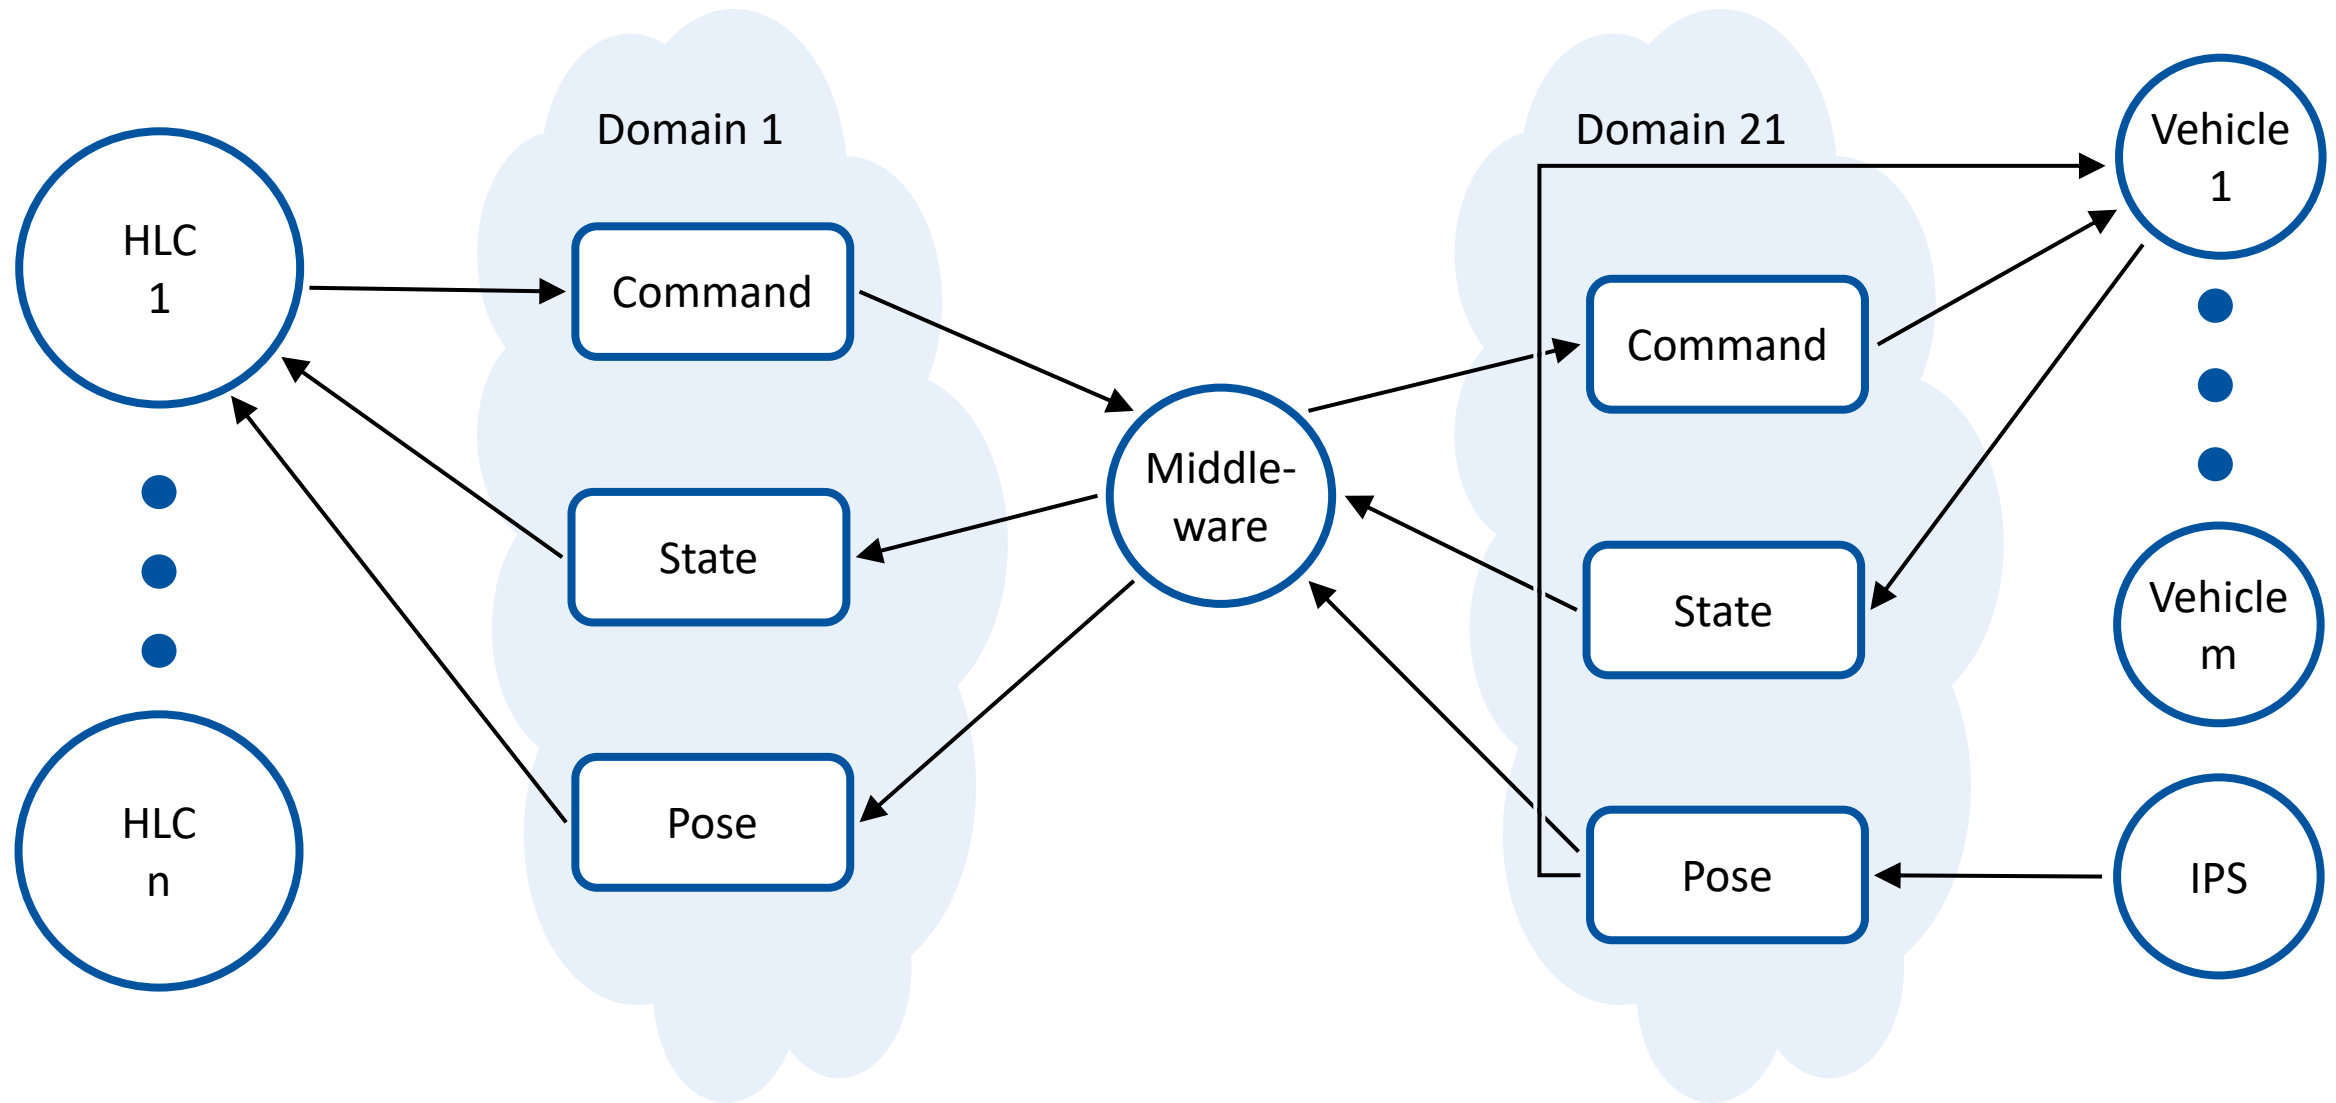 HLC
1
HLC
n
Domain 1
Command
State
Pose
Middle-
ware
Domain 21
Command
State
Pose
Vehicle
1
Vehicle
m
IPS